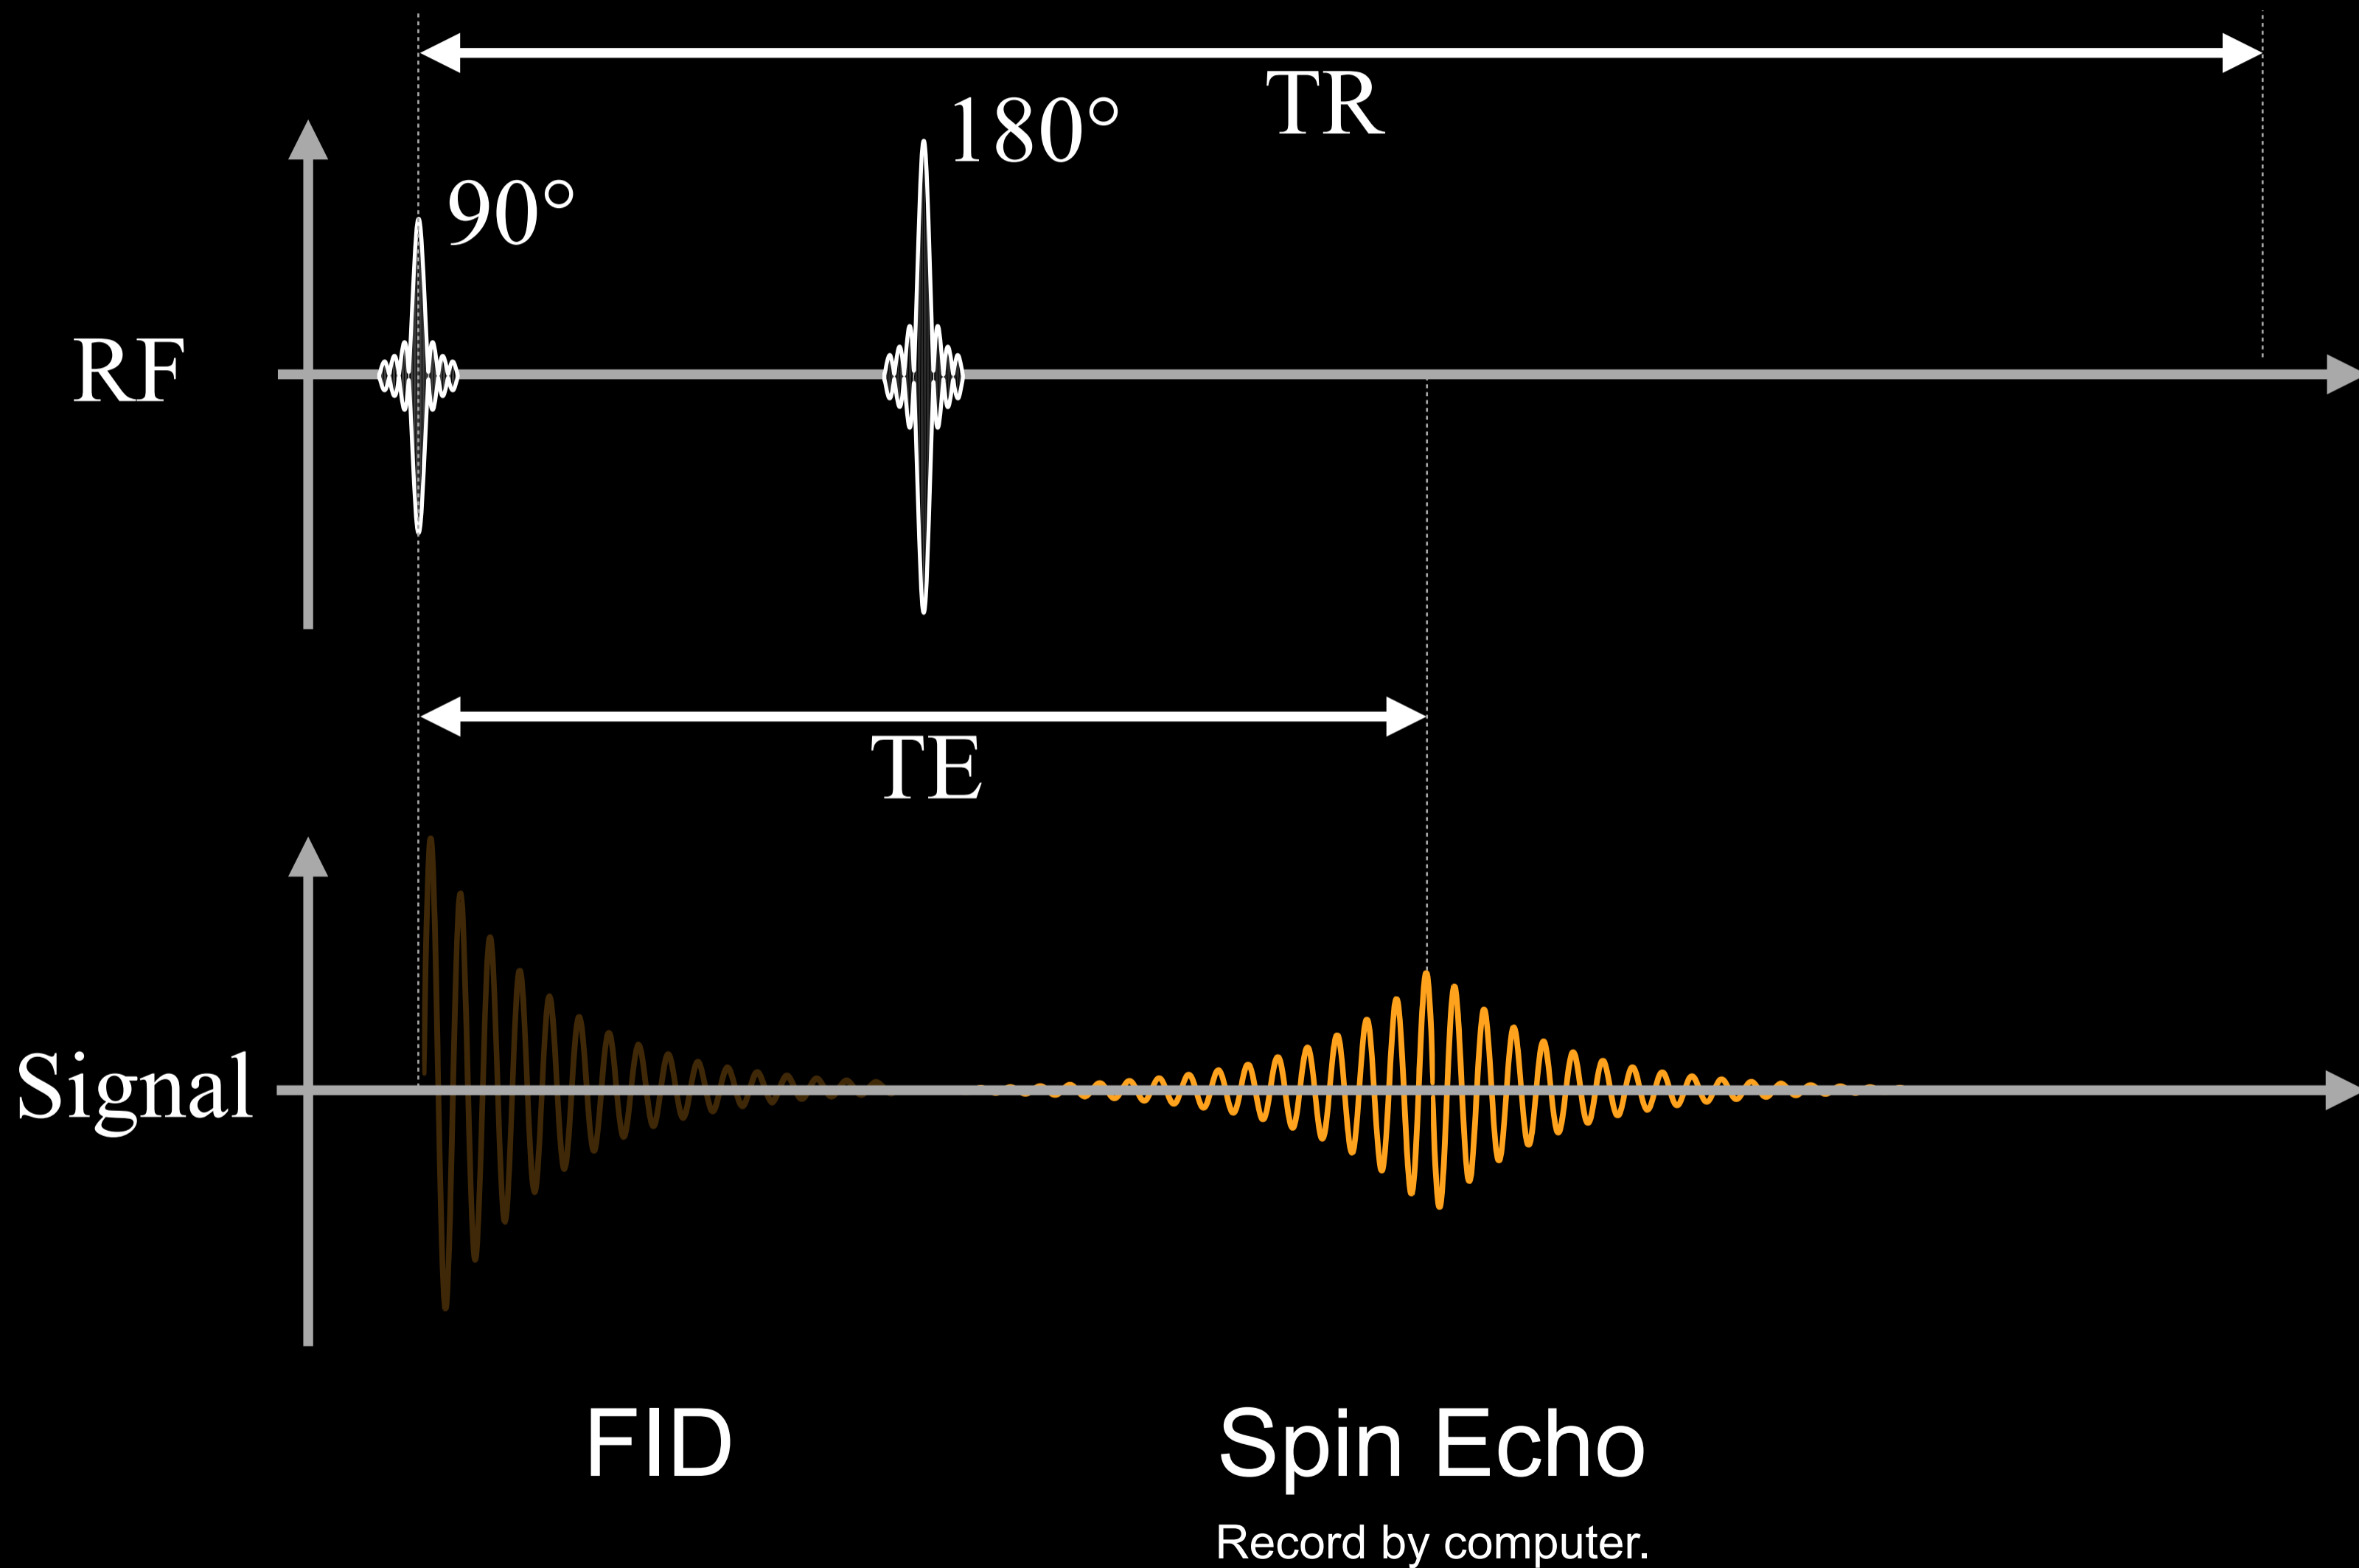 TR
180°
90°
RF
TE
Signal
FID
Spin Echo
Record by computer.